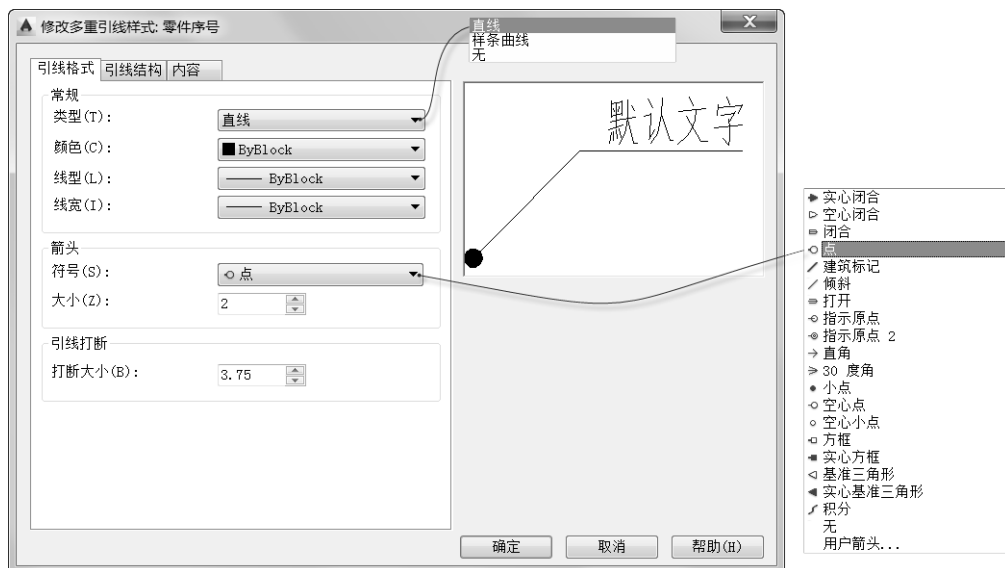 修改多重引线样式: 零件序号
X
直线
样条曲线
无
引线格式 引线结构 内容
常规
类型(T): 直线
颜色(C): ByBlock
线型(L): ByBlock
线宽(I): ByBlock
箭头
符号(S): 点
大小(Z): 2
引线打断
打断大小(B): 3.75
默认文字
实心闭合
空心闭合
闭合
点
建筑标记
倾斜
打开
指示原点
指示原点 2
直角
30 度角
小点
空心点
空心小点
方框
实心方框
基准三角形
实心基准三角形
积分
无
用户箭头...
确定 取消 帮助(H)